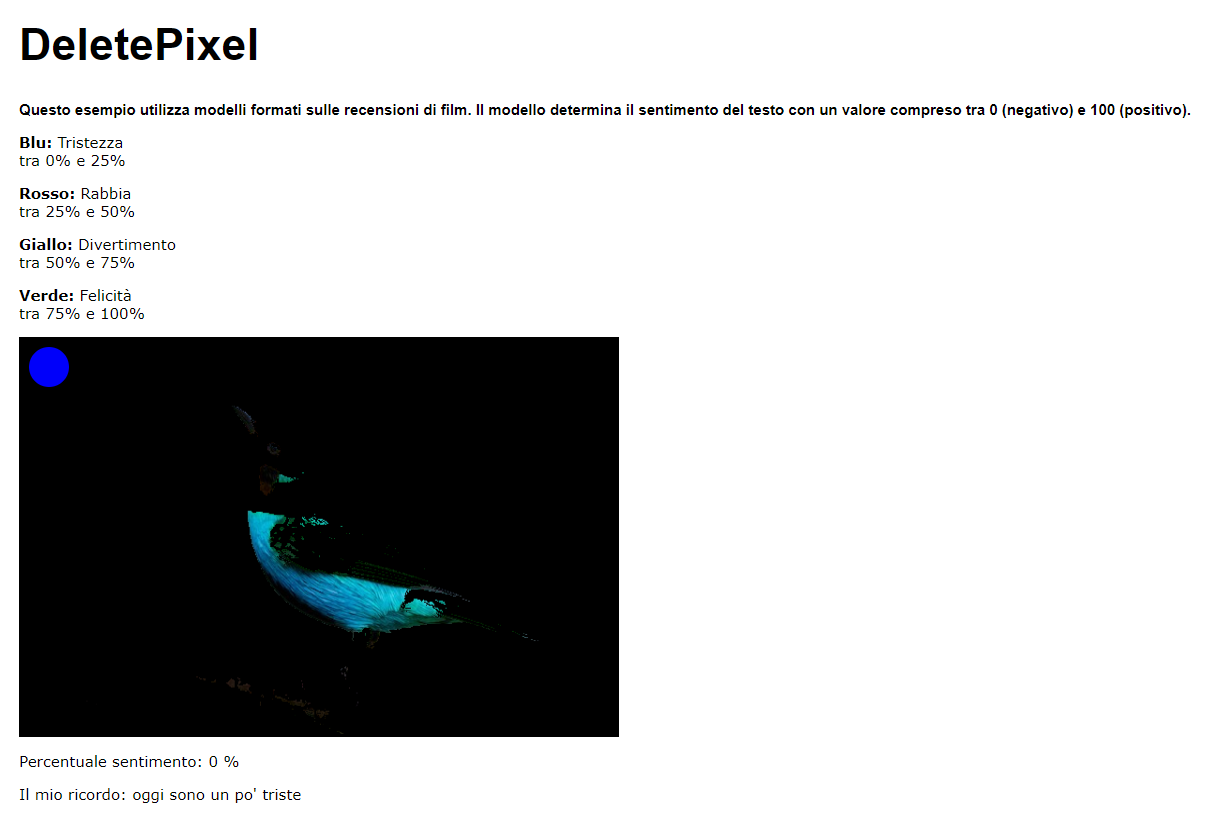 DeletePixel
Questo esempio utilizza modelli formati sulle recensioni di film. Il modello determina il sentimento del testo con un valore compreso tra 0 (negativo) e 100 (positivo).
Blu: Tristezza
tra 0% e 25%
Rosso: Rabbia
tra 25% e 50%
Giallo: Divertimento
tra 50% e 75%
Verde: Felicità
tra 75% e 100%
Percentuale sentimento: 0 %
Il mio ricordo: oggi sono un po' triste